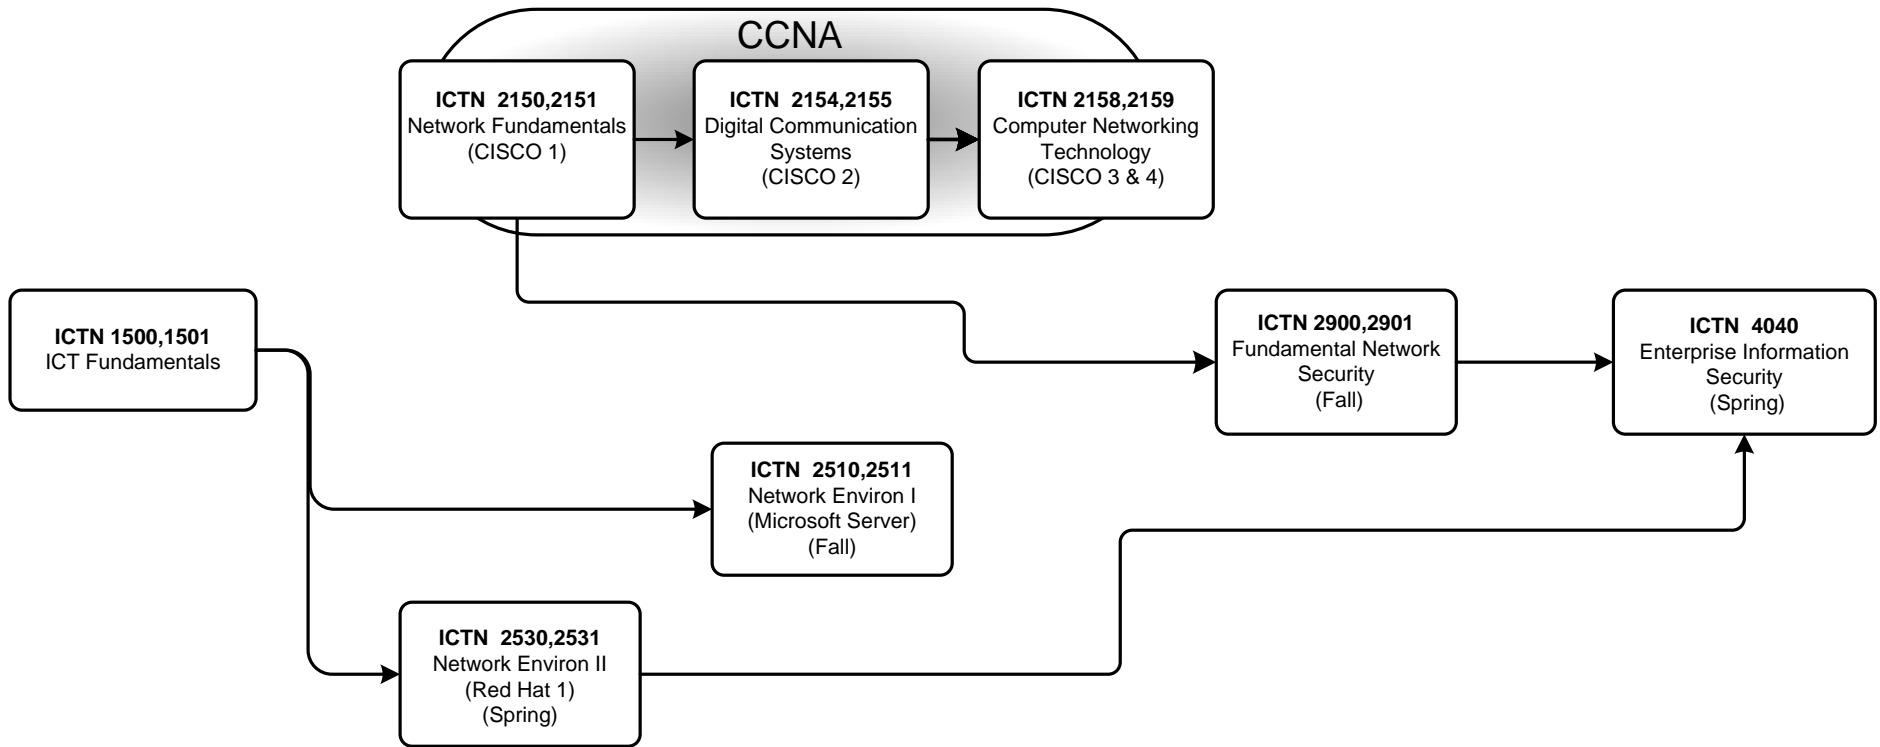 CCNA
ICTN 2150,2151
Network Fundamentals
(CISCO 1)
ICTN 2154,2155
Digital Communication
Systems
(CISCO 2)
ICTN 2158,2159
Computer Networking
Technology
(CISCO 3 & 4)
ICTN 1500,1501
ICT Fundamentals
ICTN 2900,2901
Fundamental Network
Security
(Fall)
ICTN 4040
Enterprise Information
Security
(Spring)
ICTN 2510,2511
Network Environ I
(Microsoft Server)
(Fall)
ICTN 2530,2531
Network Environ II
(Red Hat 1)
(Spring)